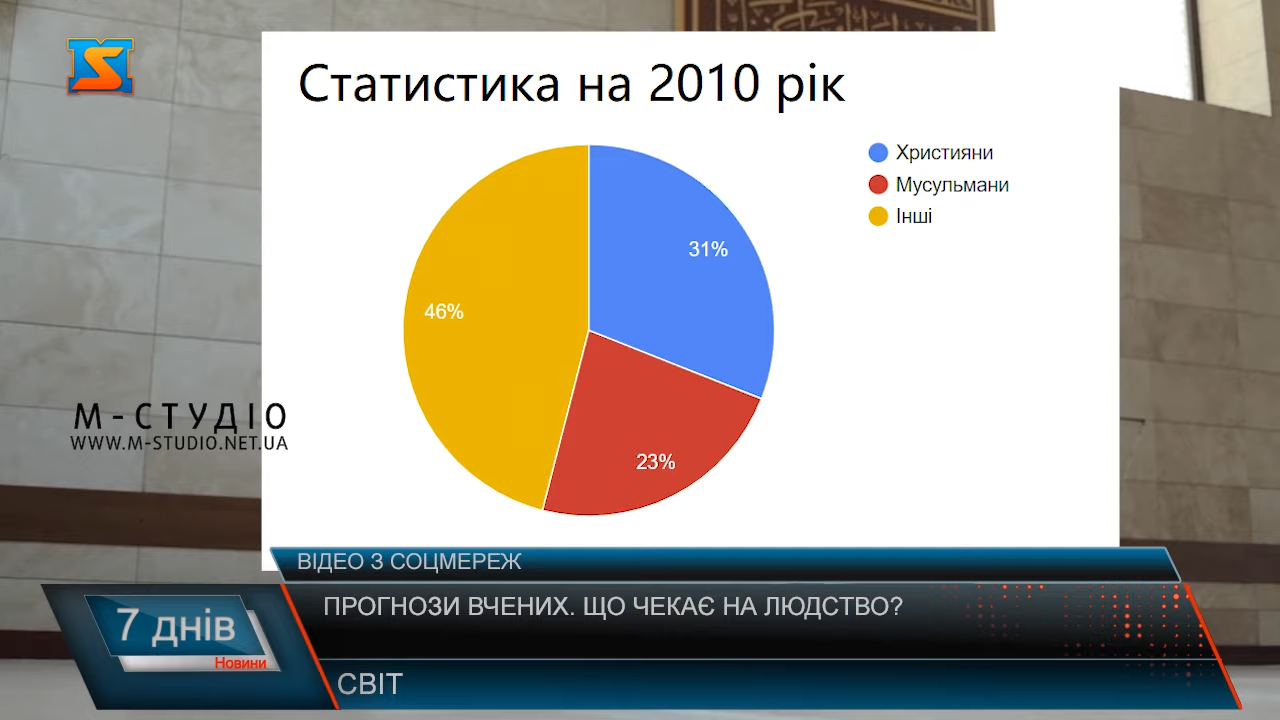 Статистика на 2010 рік
Християни
Мусульмани
Інші
31%
46%
23%
М-СТУДІО
WWW.M-STUDIO.NET.UA
ВІДЕО З СОЦМЕРЕЖ
ПРОГНОЗИ ВЧЕНИХ. ЩО ЧЕКАЄ НА ЛЮДСТВО?
7 днів
Новини
СВІТ